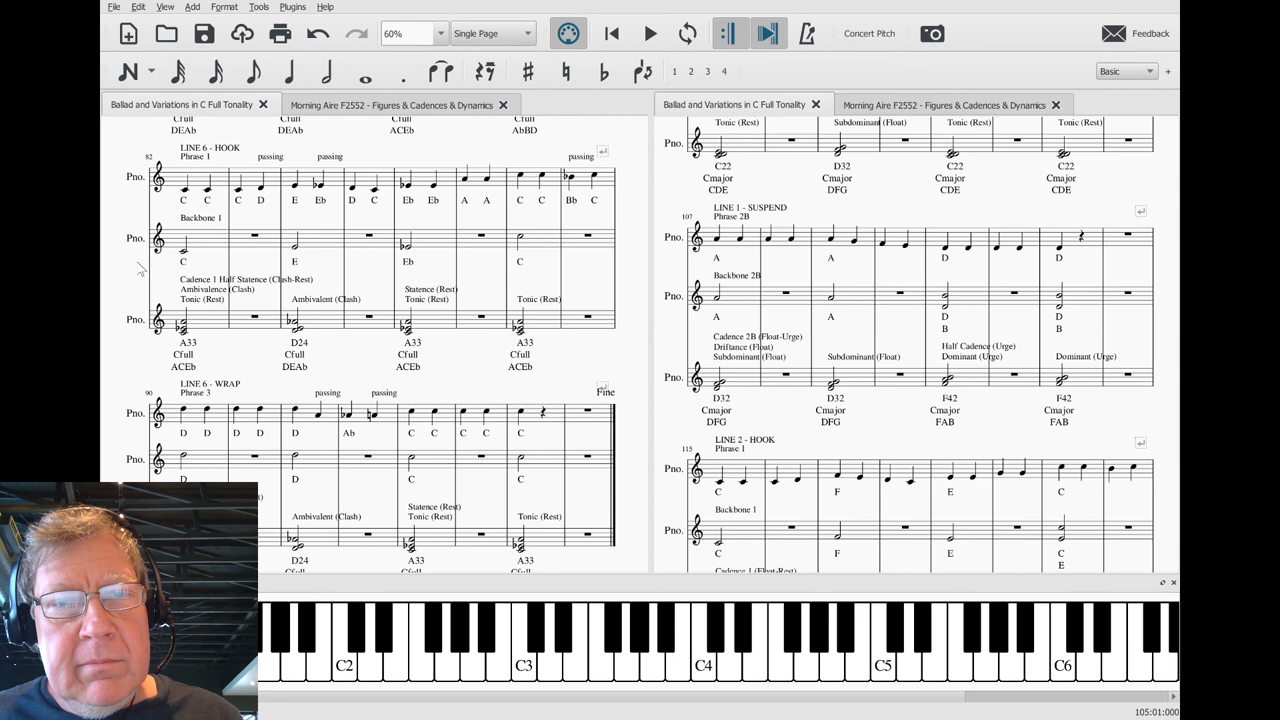 File Edit View Add Format Tools Plugins Help
60% Single Page Concert Pitch Feedback
1 2 3 4 Basic +
Ballad and Variations in C Full Tonality Morning Aire F2552 - Figures & Cadences & Dynamics
Cfull Cfull Cfull Cfull
DEAb DEAb ACEb AbBD
LINE 6 - HOOK
82 Phrase 1 passing passing passing
Pno.
C C C D E Eb D C Eb Eb A A C C Bb C
Backbone 1
Pno.
C E Eb C
Cadence 1 Half Statence (Clash-Rest)
Ambivalence (Clash) Statence (Rest)
Tonic (Rest) Ambivalent (Clash) Tonic (Rest) Tonic (Rest)
Pno.
A33 D24 A33 A33
Cfull Cfull Cfull Cfull
ACEb DEAb ACEb ACEb
LINE 6 - WRAP
90 Phrase 3 passing passing Fine
Pno.
D D D D D Ab C C C C C
Pno.
D D C C
Statence (Rest)
Ambivalent (Clash) Tonic (Rest) Tonic (Rest)
D24 A33 A33
Cfull Cfull Cfull
Ballad and Variations in C Full Tonality Morning Aire F2552 - Figures & Cadences & Dynamics
Tonic (Rest) Subdominant (Float) Tonic (Rest) Tonic (Rest)
Pno.
C22 D32 C22 C22
Cmajor Cmajor Cmajor Cmajor
CDE DFG CDE CDE
LINE 1 - SUSPEND
107 Phrase 2B
Pno.
A A D D
Backbone 2B
Pno.
A A D D
B B
Cadence 2B (Float-Urge)
Driftance (Float) Half Cadence (Urge)
Subdominant (Float) Subdominant (Float) Dominant (Urge) Dominant (Urge)
Pno.
D32 D32 F42 F42
Cmajor Cmajor Cmajor Cmajor
DFG DFG FAB FAB
LINE 2 - HOOK
115 Phrase 1
Pno.
C F E C
Backbone 1
Pno.
C F E C
E
Cadence 1 (Float-Rest)
C2 C3 C4 C5 C6
105:01:000